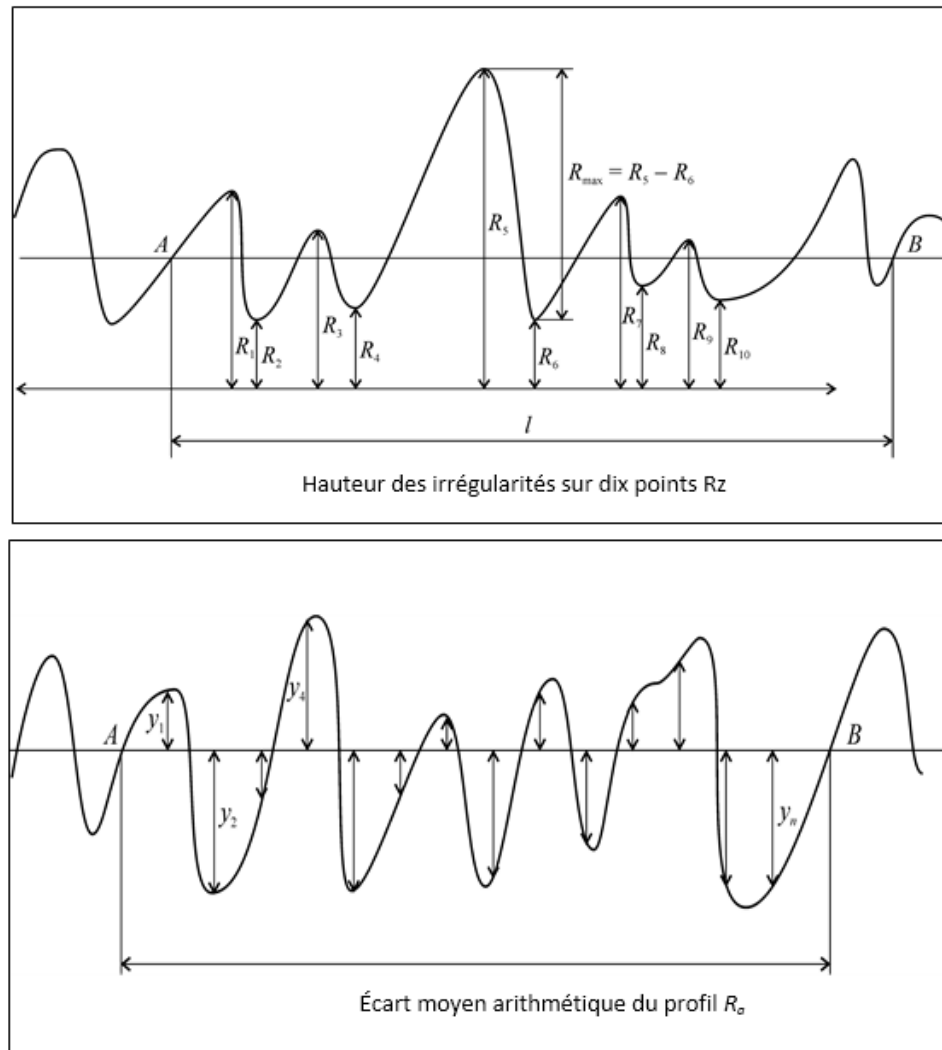 A
R₁
R₂
R₃
R₄
R₅
Rmax = R₅ – R₆
R₆
R₇
R₈
R₉
R₁₀
B
l
Hauteur des irrégularités sur dix points Rz
A
y₁
y₂
y₄
yₙ
B
Écart moyen arithmétique du profil Rₐ